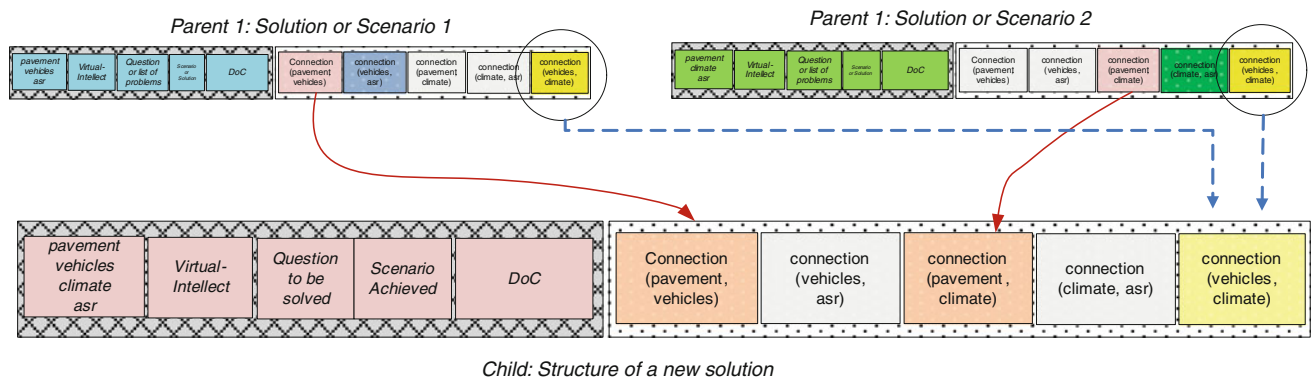 Parent 1: Solution or Scenario 1
pavement
vehicles
asr
Virtual-
Intellect
Question
or list of
problems
Scenario
or
Solution
DoC
Connection
(pavement
vehicles)
connection
(vehicles,
asr)
connection
(pavement,
climate)
connection
(climate, asr)
connection
(vehicles,
climate)
Parent 1: Solution or Scenario 2
pavement
climate
asr
Virtual-
Intellect
Question
or list of
problems
Scenario
or
Solution
DoC
Connection
(pavement
vehicles)
connection
(vehicles,
asr)
connection
(pavement
climate)
connection
(climate, asr)
connection
(vehicles,
climate)
pavement
vehicles
climate
asr
Virtual-
Intellect
Question
to be
solved
Scenario
Achieved
DoC
Connection
(pavement,
vehicles)
connection
(vehicles,
asr)
connection
(pavement,
climate)
connection
(climate, asr)
connection
(vehicles,
climate)
Child: Structure of a new solution